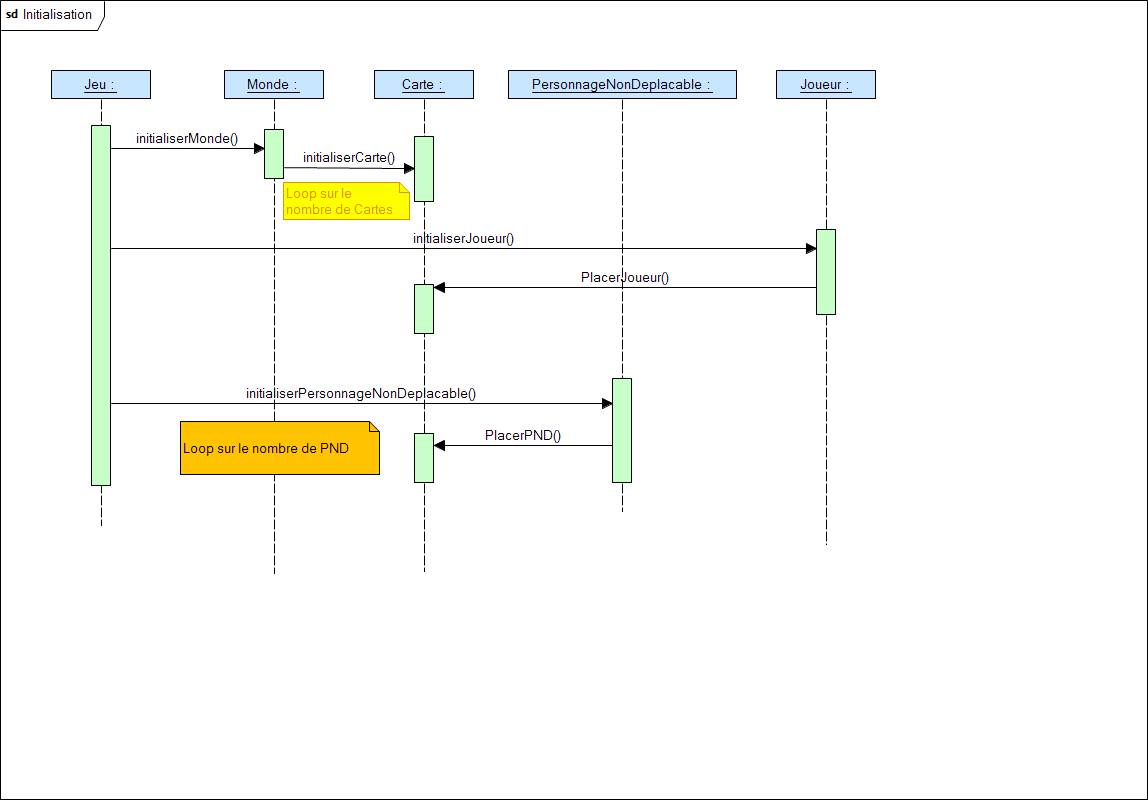 sd Initialisation
Jeu :
Monde :
Carte :
PersonnageNonDeplacable :
Joueur :
initialiserMonde()
initialiserCarte()
Loop sur le
nombre de Cartes
initialiserJoueur()
PlacerJoueur()
initialiserPersonnageNonDeplacable()
PlacerPND()
Loop sur le nombre de PND